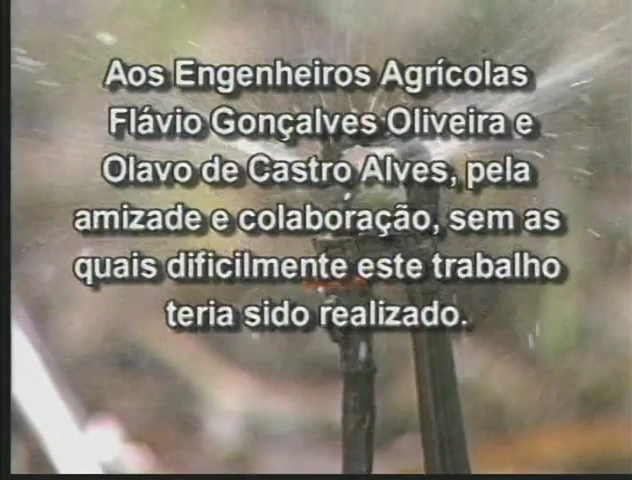 Aos Engenheiros Agrícolas
Flávio Gonçalves Oliveira e
Olavo de Castro Alves, pela
amizade e colaboração, sem as
quais dificilmente este trabalho
teria sido realizado.